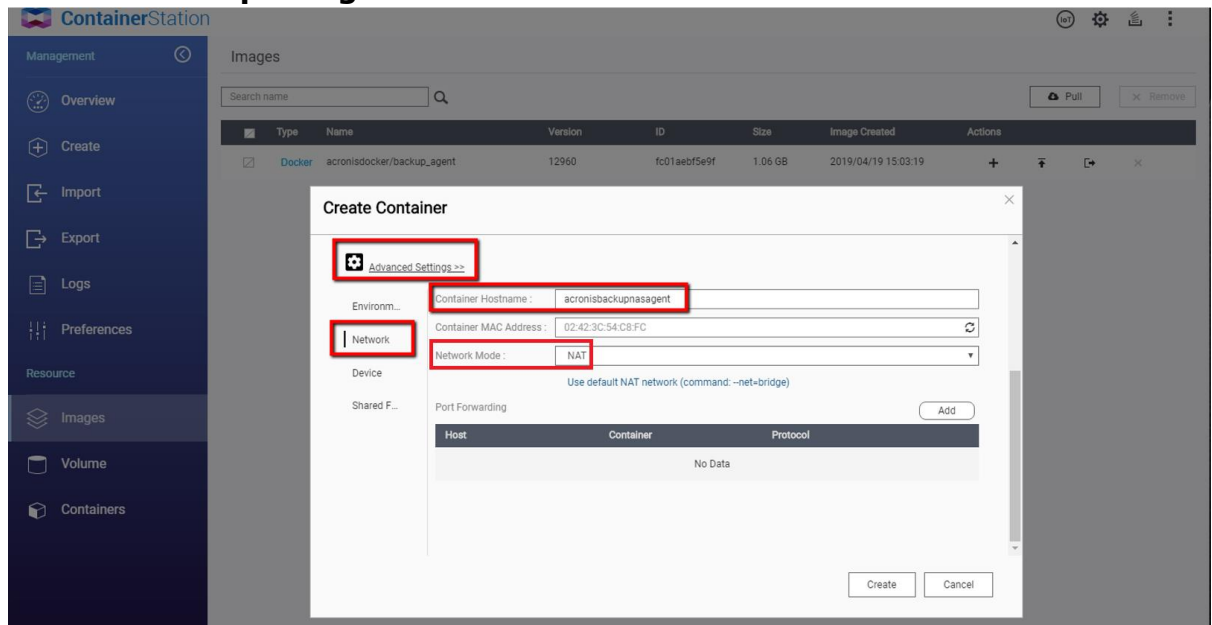 ContainerStation
IoT
Management
Images
Overview
Search name
Pull
× Remove
Type Name Version ID Size Image Created Actions
Create
Docker acronisdocker/backup_agent 12960 fc01aebf5e9f 1.06 GB 2019/04/19 15:03:19
Import
Export
Logs
Preferences
Resource
Images
Volume
Containers
Create Container
Advanced Settings >>
Environm...
Network
Device
Shared F...
Container Hostname : acronisbackupnasagent
Container MAC Address : 02:42:3C:54:C8:FC
Network Mode : NAT
Use default NAT network (command: --net=bridge)
Port Forwarding Add
Host Container Protocol
No Data
Create Cancel